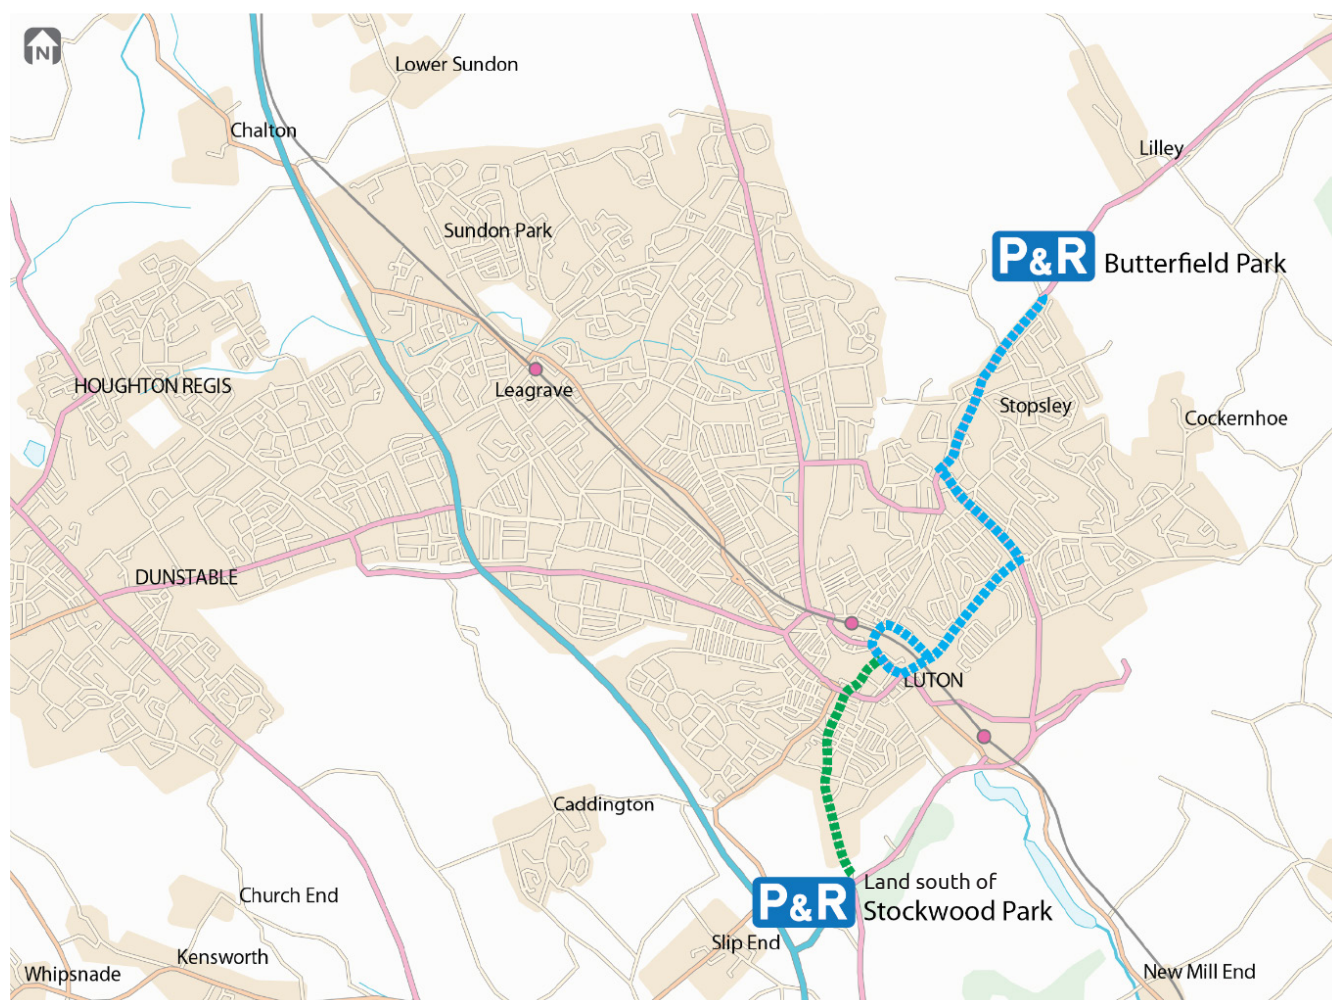 N
Lower Sundon
Chalton
Lilley
Sundon Park
P&R Butterfield Park
HOUGHTON REGIS
Leagrave
Stopsley
Cockernhoe
DUNSTABLE
LUTON
Caddington
Church End
P&R Land south of
Stockwood Park
Slip End
Kensworth
Whipsnade
New Mill End